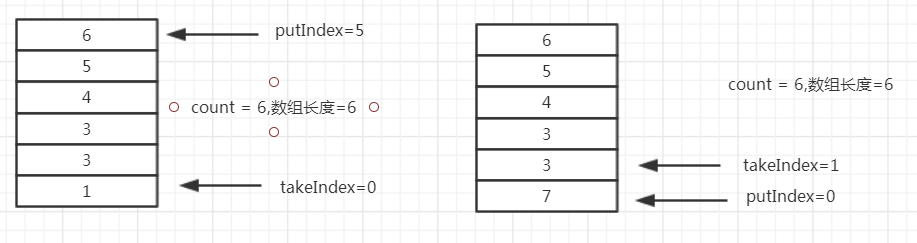 6
putIndex=5
5
4
count = 6,数组长度=6
3
3
1
takeIndex=0
6
5
count = 6,数组长度=6
4
3
3
takeIndex=1
7
putIndex=0